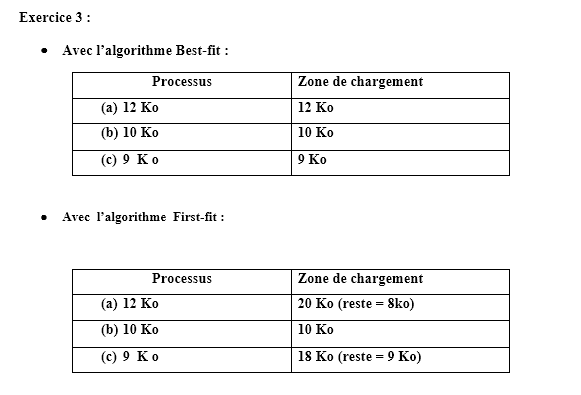 Exercice 3 :
• Avec l'algorithme Best-fit :
Processus Zone de chargement
(a) 12 Ko 12 Ko
(b) 10 Ko 10 Ko
(c) 9 K o 9 Ko
• Avec l'algorithme First-fit :
Processus Zone de chargement
(a) 12 Ko 20 Ko (reste = 8ko)
(b) 10 Ko 10 Ko
(c) 9 K o 18 Ko (reste = 9 Ko)